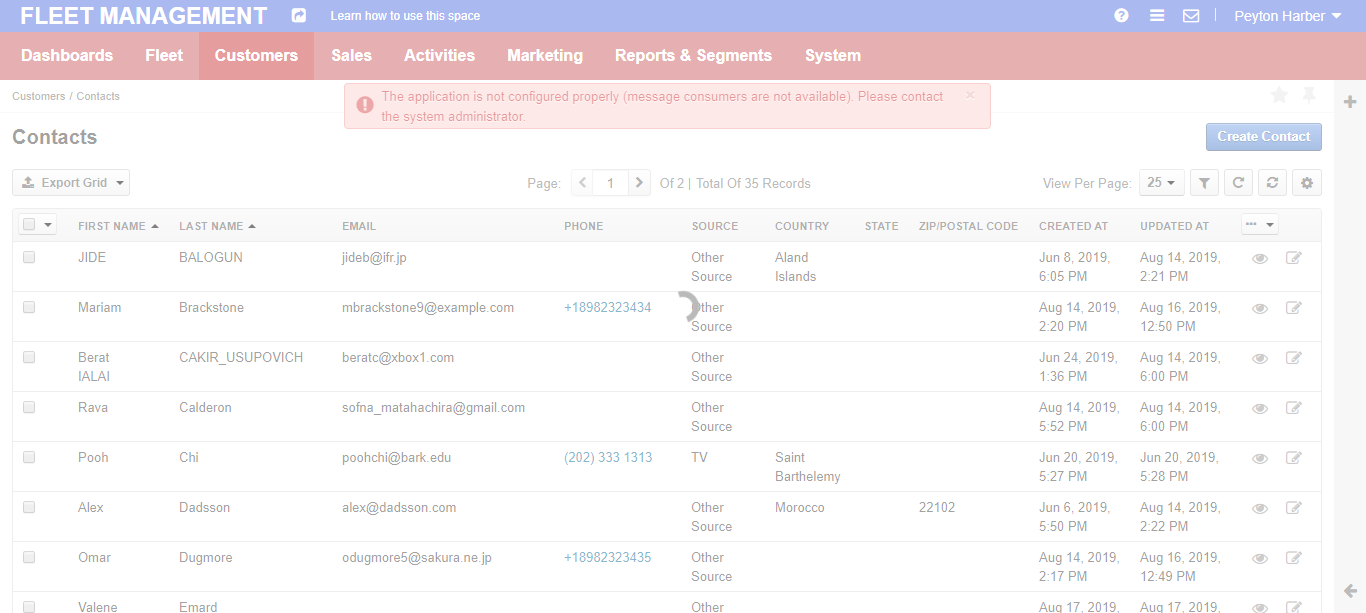 FLEET MANAGEMENT Learn how to use this space Peyton Harber
Dashboards Fleet Customers Sales Activities Marketing Reports & Segments System
Customers / Contacts
The application is not configured properly (message consumers are not available). Please contact
the system administrator.
Contacts
Create Contact
Export Grid Page: 1 Of 2 | Total Of 35 Records View Per Page: 25
FIRST NAME LAST NAME EMAIL PHONE SOURCE COUNTRY STATE ZIP/POSTAL CODE CREATED AT UPDATED AT
JIDE BALOGUN jideb@ifr.jp Other Aland Jun 8, 2019, Aug 14, 2019,
Source Islands 6:05 PM 2:21 PM
Mariam Brackstone mbrackstone9@example.com +18982323434 Other Aug 14, 2019, Aug 16, 2019,
Source 2:20 PM 12:50 PM
Berat CAKIR_USUPOVICH beratc@xbox1.com Other Jun 24, 2019, Aug 14, 2019,
IALAI Source 1:36 PM 6:00 PM
Rava Calderon sofna_matahachira@gmail.com Other Aug 14, 2019, Aug 14, 2019,
Source 5:52 PM 6:00 PM
Pooh Chi poohchi@bark.edu (202) 333 1313 TV Saint Jun 20, 2019, Jun 20, 2019,
Barthelemy 5:27 PM 5:28 PM
Alex Dadsson alex@dadsson.com Other Morocco 22102 Jun 6, 2019, Aug 14, 2019,
Source 5:50 PM 2:22 PM
Omar Dugmore odugmore5@sakura.ne.jp +18982323435 Other Aug 14, 2019, Aug 16, 2019,
Source 2:17 PM 12:49 PM
Valene Emard Other Aug 17, 2019, Aug 17, 2019,